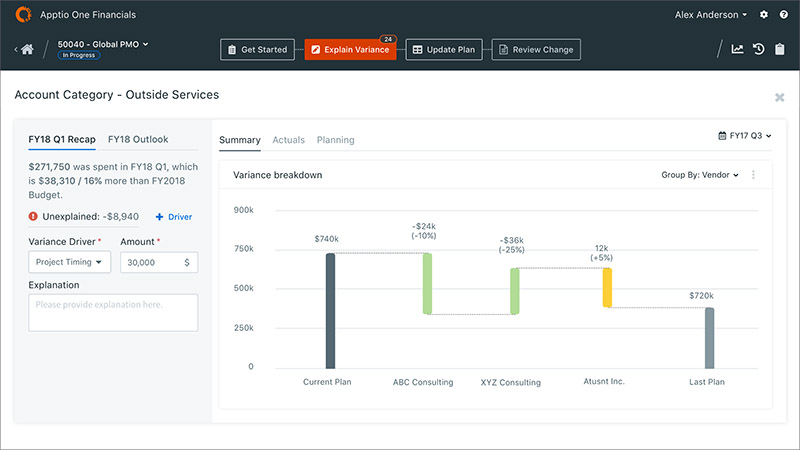 Apptio One Financials
Alex Anderson
50040 - Global PMO
In Progress
Get Started
Explain Variance
24
Update Plan
Review Change
Account Category - Outside Services
FY18 Q1 Recap
FY18 Outlook
$271,750 was spent in FY18 Q1, which
is $38,310 / 16% more than FY2018
Budget.
Unexplained: -$8,940
+ Driver
Variance Driver *
Amount *
Project Timing
30,000 $
Explanation
Please provide explanation here.
Summary
Actuals
Planning
FY17 Q3
Variance breakdown
Group By: Vendor
900k
750k
500k
250k
0
$740k
-$24k
(-10%)
-$36k
(-25%)
12k
(+5%)
$720k
Current Plan
ABC Consulting
XYZ Consulting
Atusnt Inc.
Last Plan